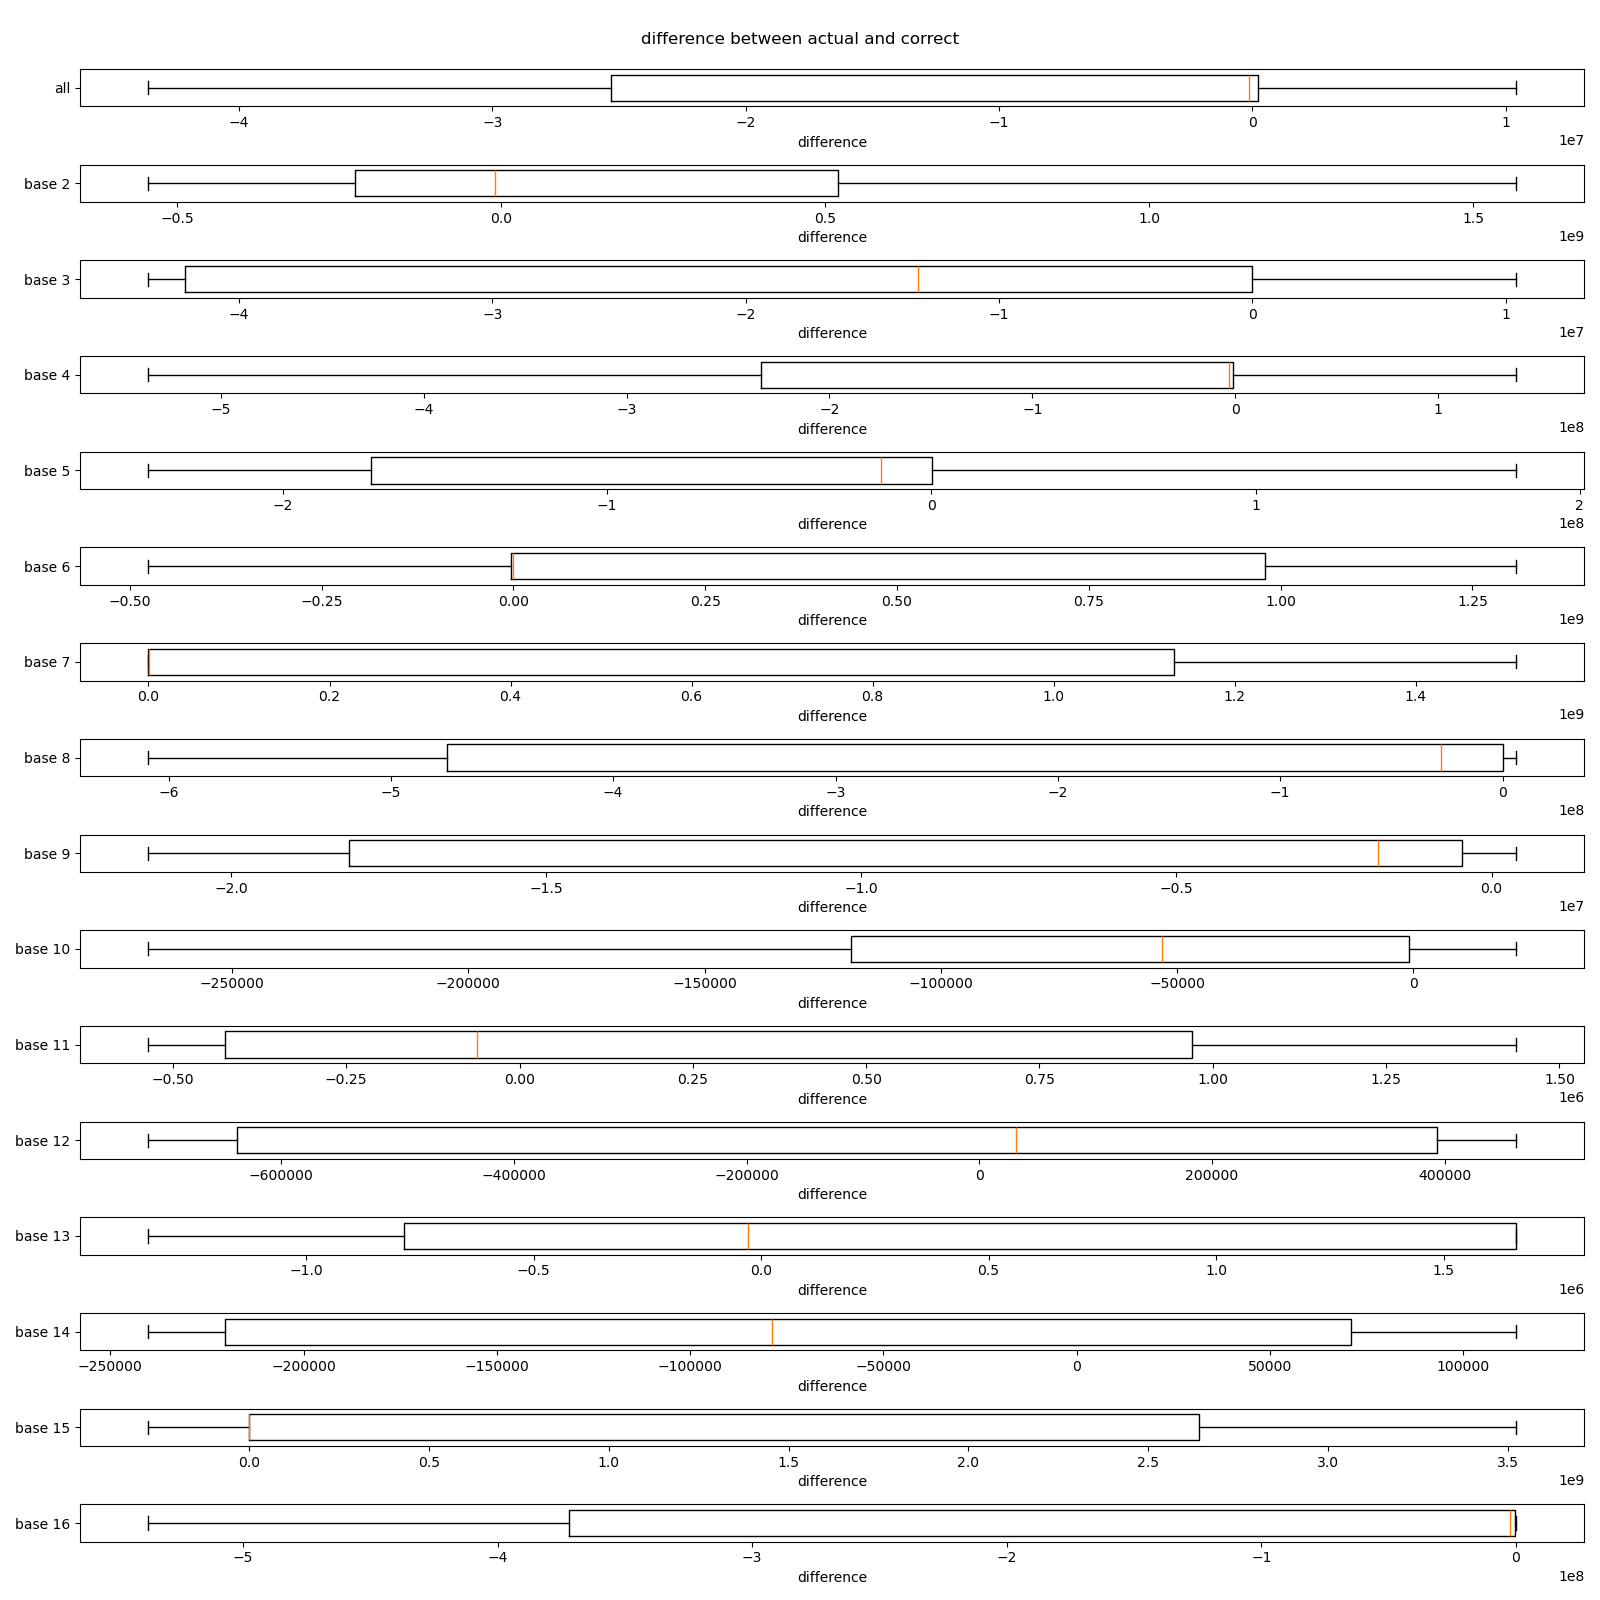 difference between actual and correct
all
−4 −3 −2 −1 0 1
difference 1e7
base 2
−0.5 0.0 0.5 1.0 1.5
difference 1e9
base 3
−4 −3 −2 −1 0 1
difference 1e7
base 4
−5 −4 −3 −2 −1 0 1
difference 1e8
base 5
−2 −1 0 1 2
difference 1e8
base 6
−0.50 −0.25 0.00 0.25 0.50 0.75 1.00 1.25
difference 1e9
base 7
0.0 0.2 0.4 0.6 0.8 1.0 1.2 1.4
difference 1e9
base 8
−6 −5 −4 −3 −2 −1 0
difference 1e8
base 9
−2.0 −1.5 −1.0 −0.5 0.0
difference 1e7
base 10
−250000 −200000 −150000 −100000 −50000 0
difference
base 11
−0.50 −0.25 0.00 0.25 0.50 0.75 1.00 1.25 1.50
difference 1e6
base 12
−600000 −400000 −200000 0 200000 400000
difference
base 13
−1.0 −0.5 0.0 0.5 1.0 1.5
difference 1e6
base 14
−250000 −200000 −150000 −100000 −50000 0 50000 100000
difference
base 15
0.0 0.5 1.0 1.5 2.0 2.5 3.0 3.5
difference 1e9
base 16
−5 −4 −3 −2 −1 0
difference 1e8